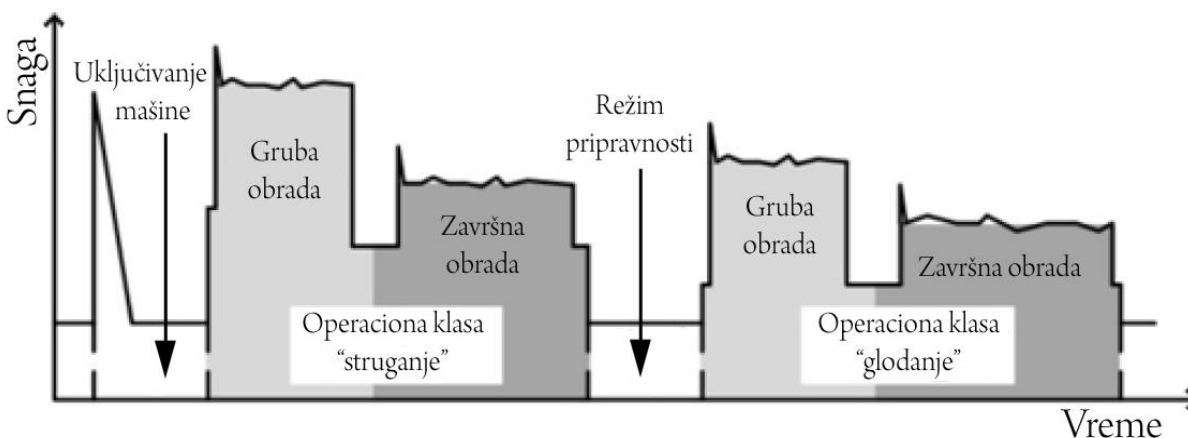 Snaga
Uključivanje
mašine
Gruba
obrada
Završna
obrada
Operaciona klasa
“struganje”
Režim
pripravnosti
Gruba
obrada
Završna obrada
Operaciona klasa
“glodanje”
Vreme